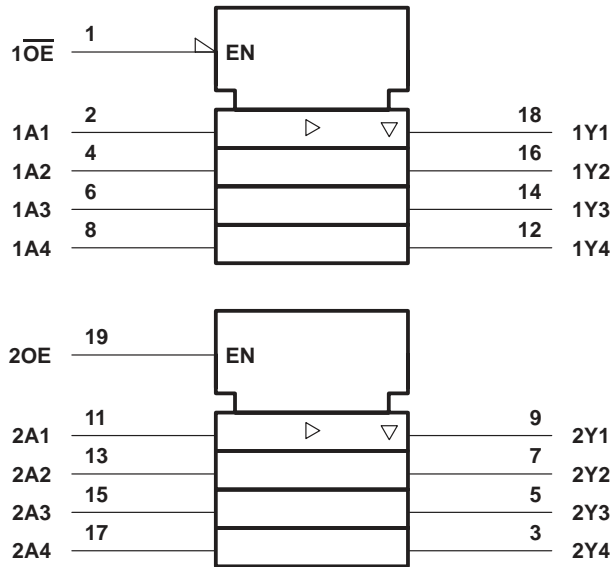 1O̅E̅ 1 EN
1A1 2 18 1Y1
1A2 4 16 1Y2
1A3 6 14 1Y3
1A4 8 12 1Y4
2OE 19 EN
2A1 11 9 2Y1
2A2 13 7 2Y2
2A3 15 5 2Y3
2A4 17 3 2Y4